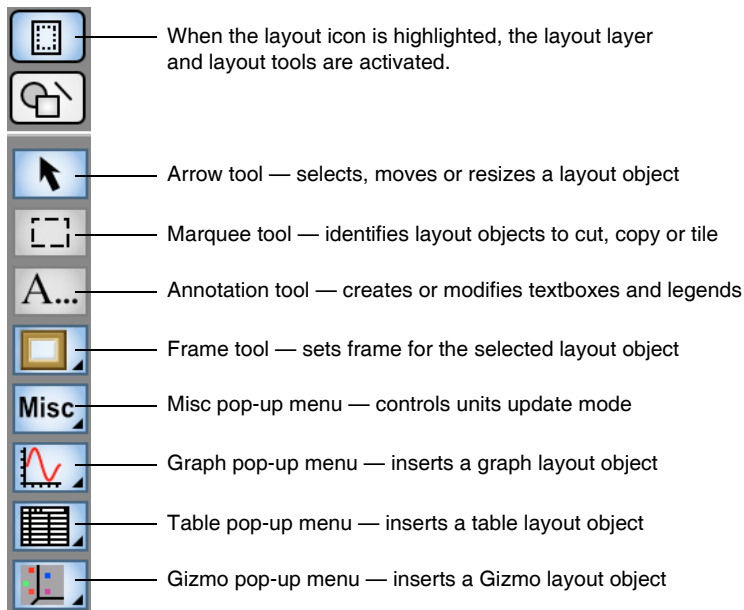 When the layout icon is highlighted, the layout layer
and layout tools are activated.
Arrow tool — selects, moves or resizes a layout object
Marquee tool — identifies layout objects to cut, copy or tile
A...
Annotation tool — creates or modifies textboxes and legends
Frame tool — sets frame for the selected layout object
Misc
Misc pop-up menu — controls units update mode
Graph pop-up menu — inserts a graph layout object
Table pop-up menu — inserts a table layout object
Gizmo pop-up menu — inserts a Gizmo layout object